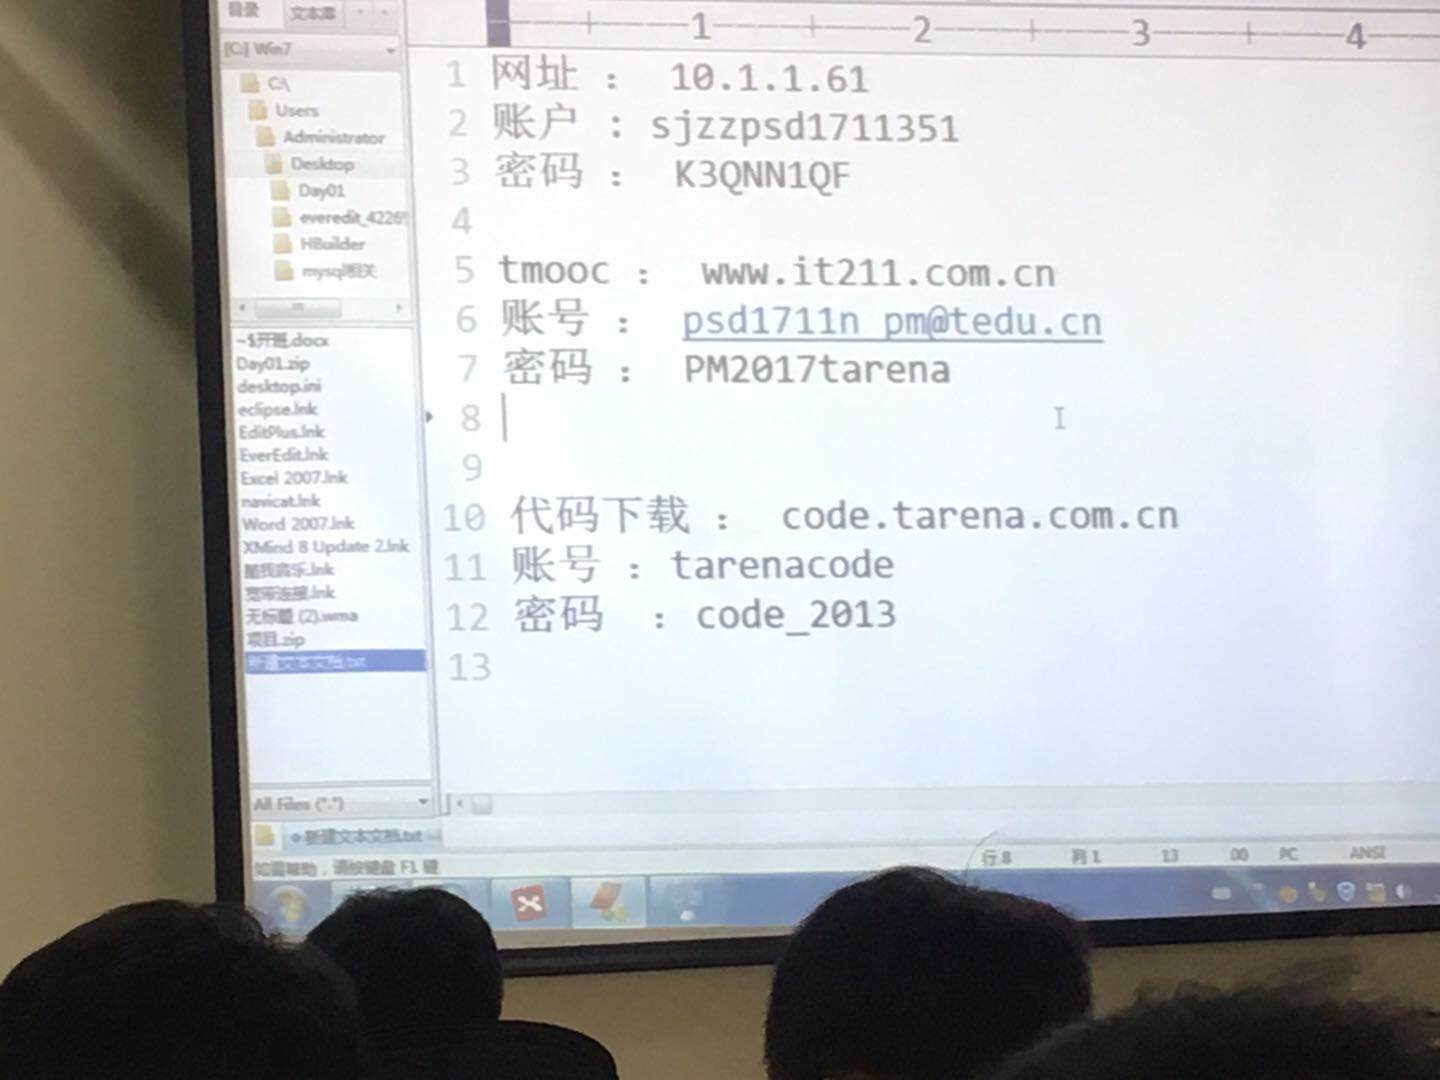 目录 文本库
[C:] Win7
C:\
Users
Administrator
Desktop
Day01
everedit_4226
HBuilder
mysql相关
~$开班.docx
Day01.zip
desktop.ini
eclipse.lnk
EditPlus.lnk
EverEdit.lnk
Excel 2007.lnk
navicat.lnk
Word 2007.lnk
XMind 8 Update 2.lnk
酷我音乐.lnk
宽带连接.lnk
无标题 (2).wma
项目.zip
新建文本文档.txt
All Files (*.*)
新建文本文档.txt
如需帮助，请按键盘 F1 键
1 2 3 4
1 网址 ： 10.1.1.61
2 账户 ：sjzzpsd1711351
3 密码 ： K3QNN1QF
4
5 tmooc ： www.it211.com.cn
6 账号 ： psd1711n_pm@tedu.cn
7 密码 ： PM2017tarena
8
9
10 代码下载 ： code.tarena.com.cn
11 账号 ：tarenacode
12 密码 ：code_2013
13
行 8 列 1 13 00 PC ANSI